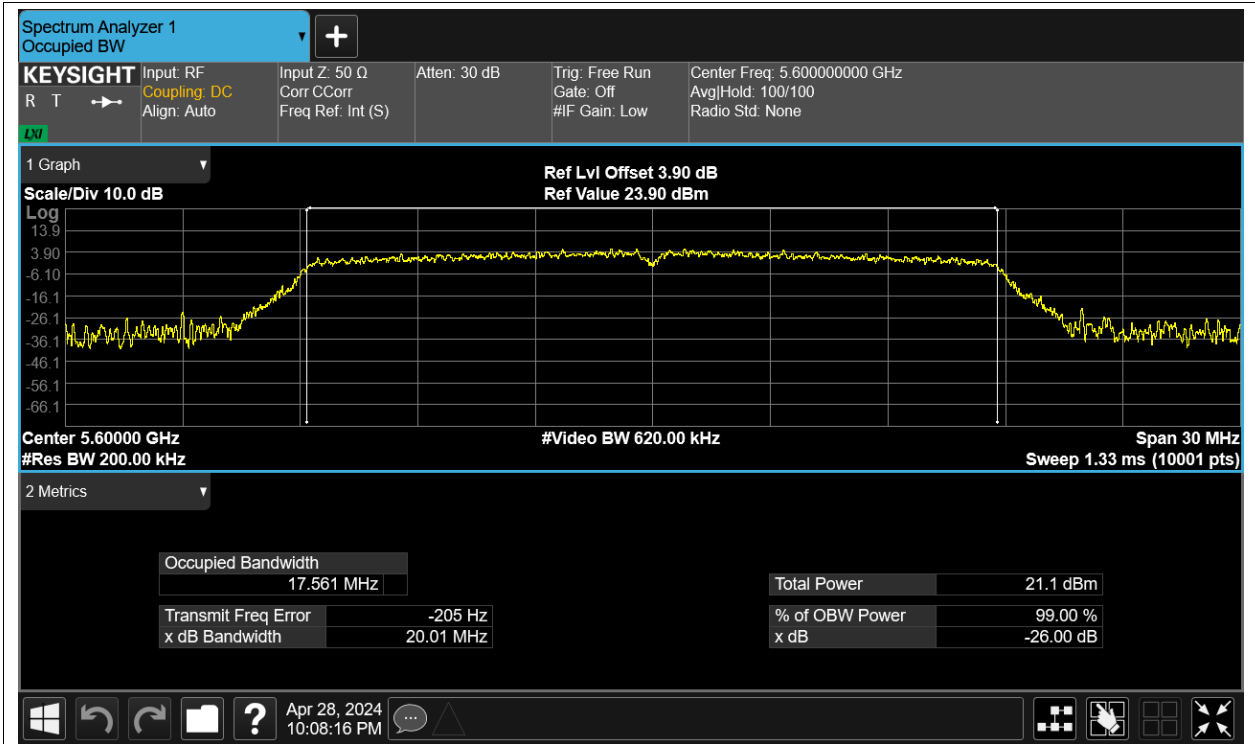 Spectrum Analyzer 1
Occupied BW
KEYSIGHT
R T
LXI
Input: RF
Coupling: DC
Align: Auto
Input Z: 50 Ω
Corr CCorr
Freq Ref: Int (S)
Atten: 30 dB
Trig: Free Run
Gate: Off
#IF Gain: Low
Center Freq: 5.600000000 GHz
Avg|Hold: 100/100
Radio Std: None
1 Graph
Scale/Div 10.0 dB
Ref Lvl Offset 3.90 dB
Ref Value 23.90 dBm
Log
13.9
3.90
-6.10
-16.1
-26.1
-36.1
-46.1
-56.1
-66.1
Center 5.60000 GHz
#Res BW 200.00 kHz
#Video BW 620.00 kHz
Span 30 MHz
Sweep 1.33 ms (10001 pts)
2 Metrics
Occupied Bandwidth
17.561 MHz
Transmit Freq Error -205 Hz
x dB Bandwidth 20.01 MHz
Total Power 21.1 dBm
% of OBW Power 99.00 %
x dB -26.00 dB
?
Apr 28, 2024
10:08:16 PM